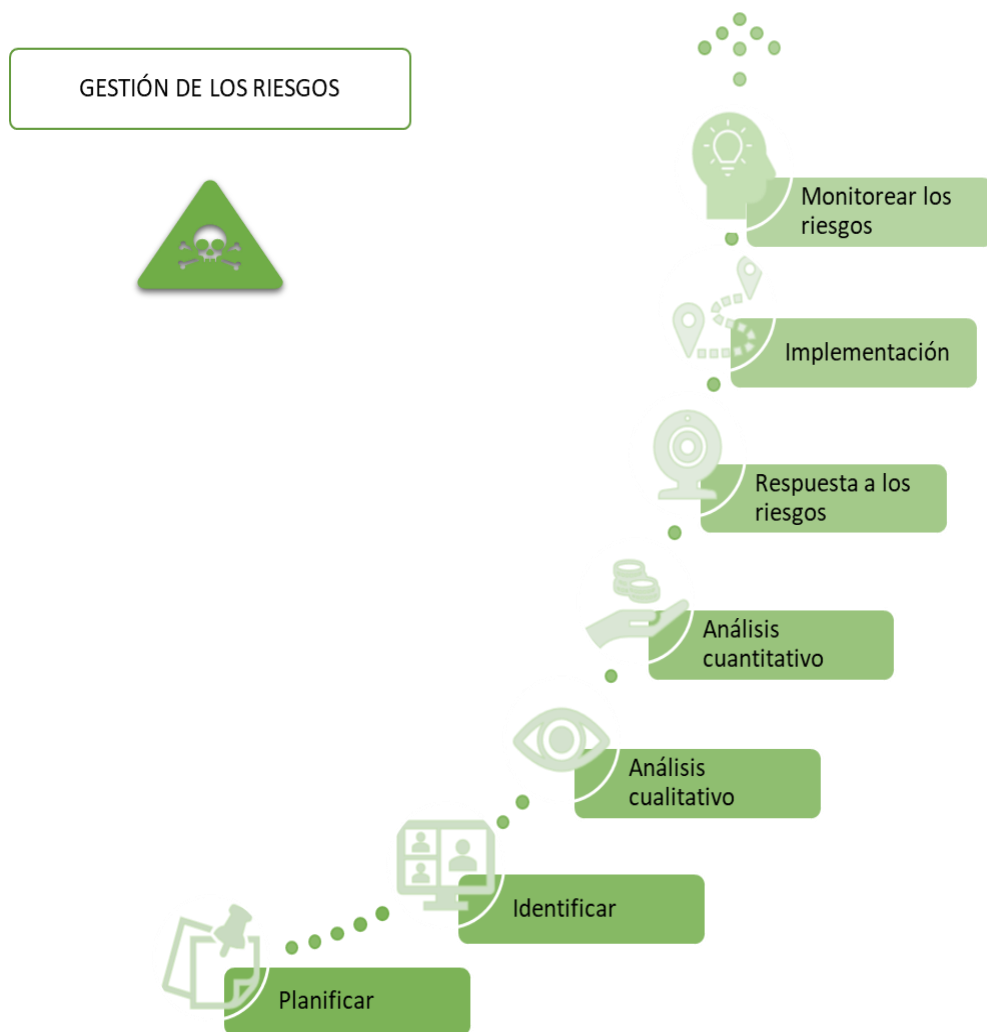 GESTIÓN DE LOS RIESGOS
Monitorear los
riesgos
Implementación
Respuesta a los
riesgos
Análisis
cuantitativo
Análisis
cualitativo
Identificar
Planificar